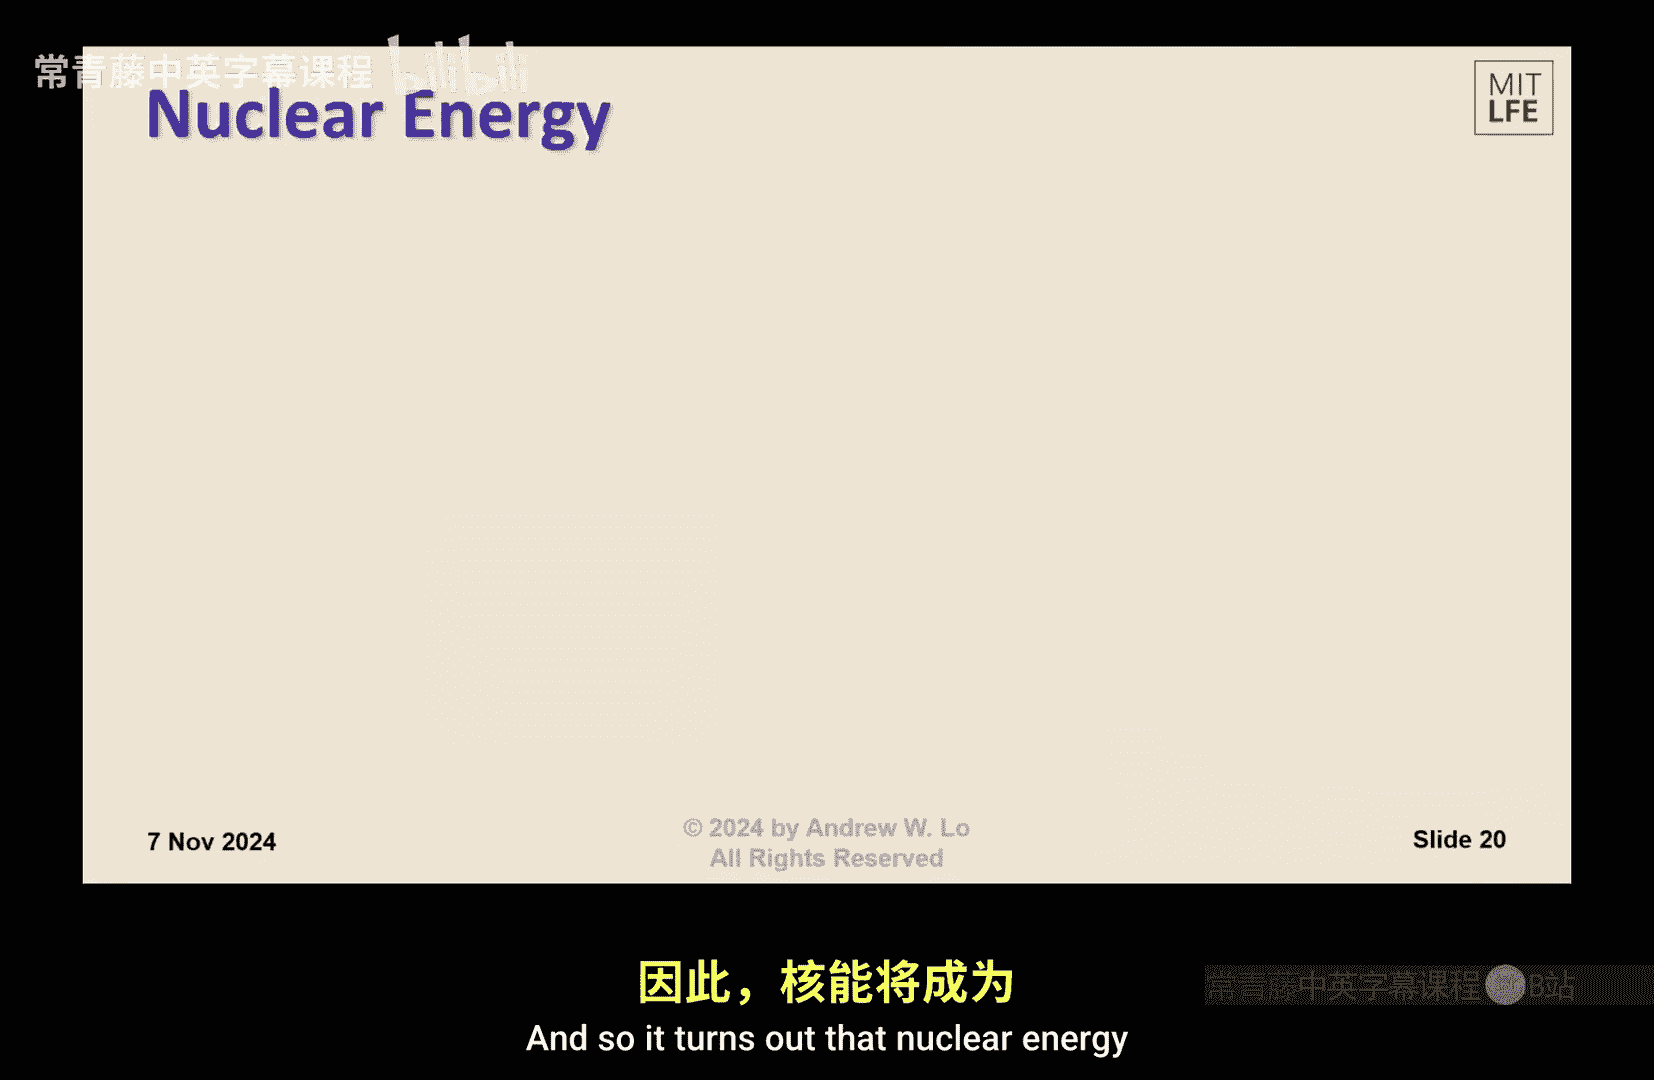 常青藤中英字幕课程 bilibili
Nuclear Energy
MIT
LFE
7 Nov 2024
© 2024 by Andrew W. Lo
All Rights Reserved
Slide 20
因此，核能将成为
And so it turns out that nuclear energy
常青藤中英字幕课程 B站